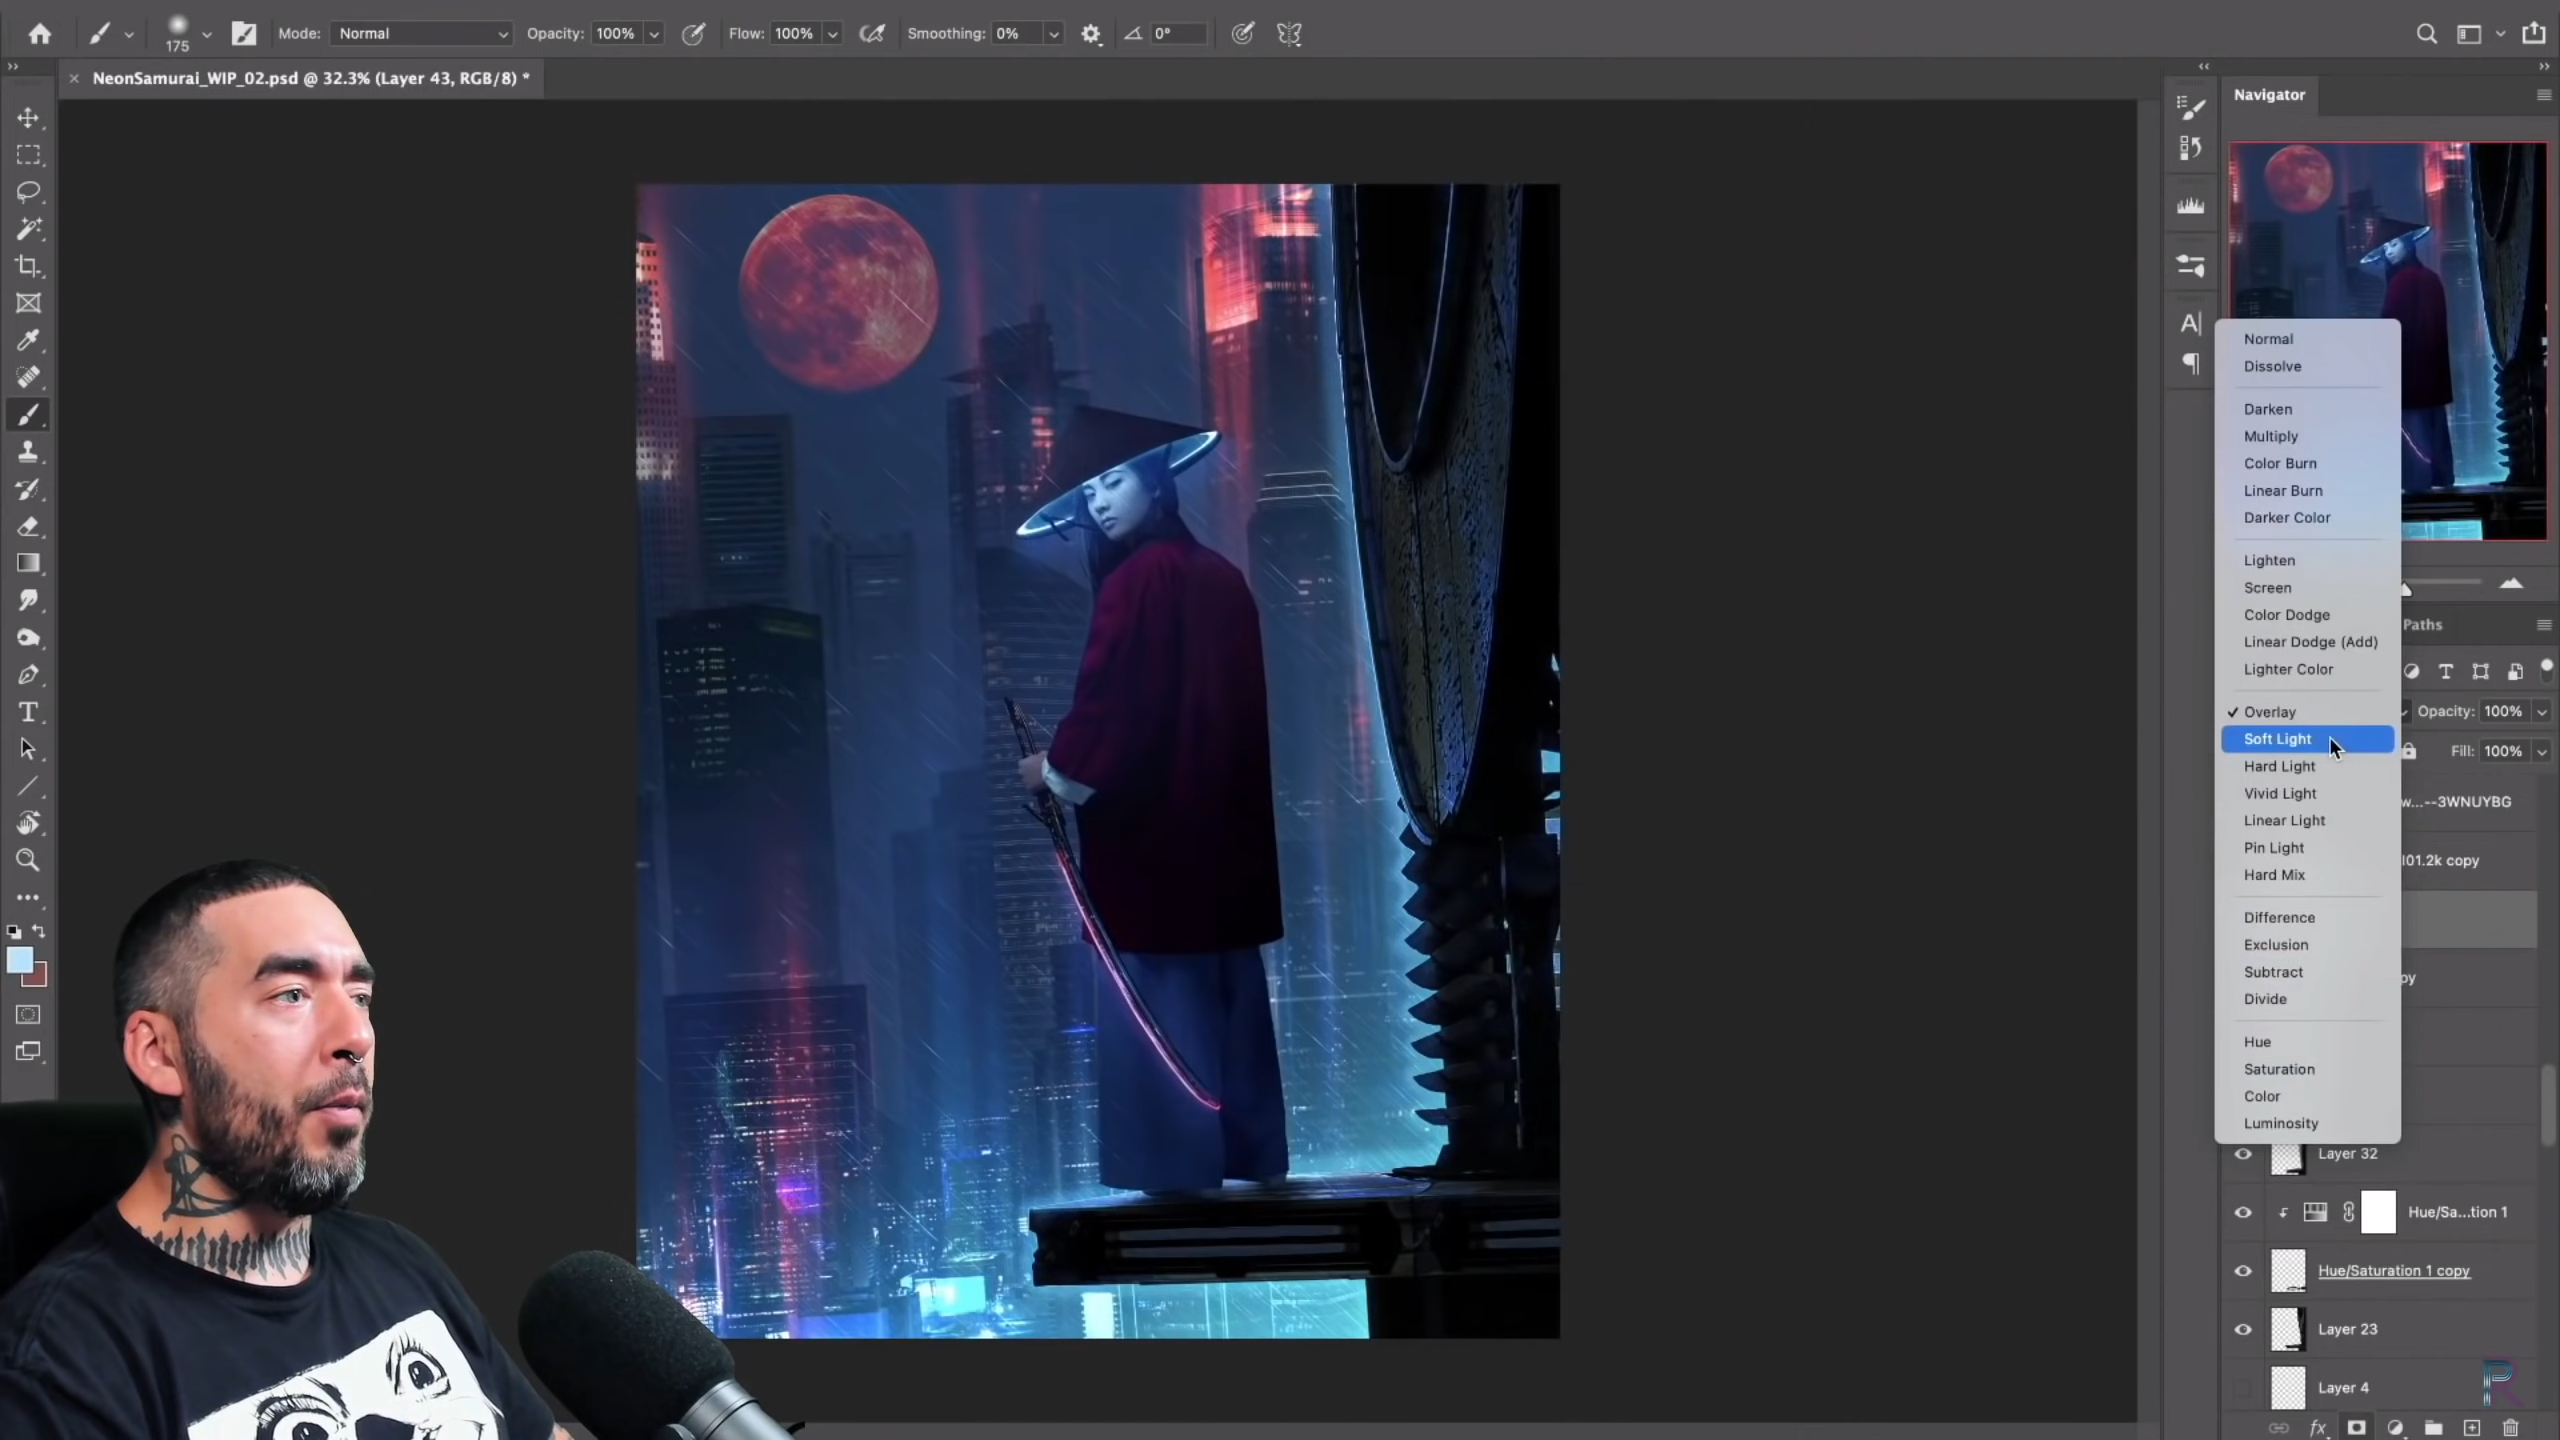 175
Mode: Normal
Opacity: 100%
Flow: 100%
Smoothing: 0%
0°
NeonSamurai_WIP_02.psd @ 32.3% (Layer 43, RGB/8) *
Navigator
Normal
Dissolve
Darken
Multiply
Color Burn
Linear Burn
Darker Color
Lighten
Screen
Color Dodge
Linear Dodge (Add)
Lighter Color
Overlay
Soft Light
Hard Light
Vivid Light
Linear Light
Pin Light
Hard Mix
Difference
Exclusion
Subtract
Divide
Hue
Saturation
Color
Luminosity
Paths
Opacity: 100%
Fill: 100%
w...--3WNUYBG
01.2k copy
py
Layer 32
Hue/Sa...tion 1
Hue/Saturation 1 copy
Layer 23
Layer 4
fx
R